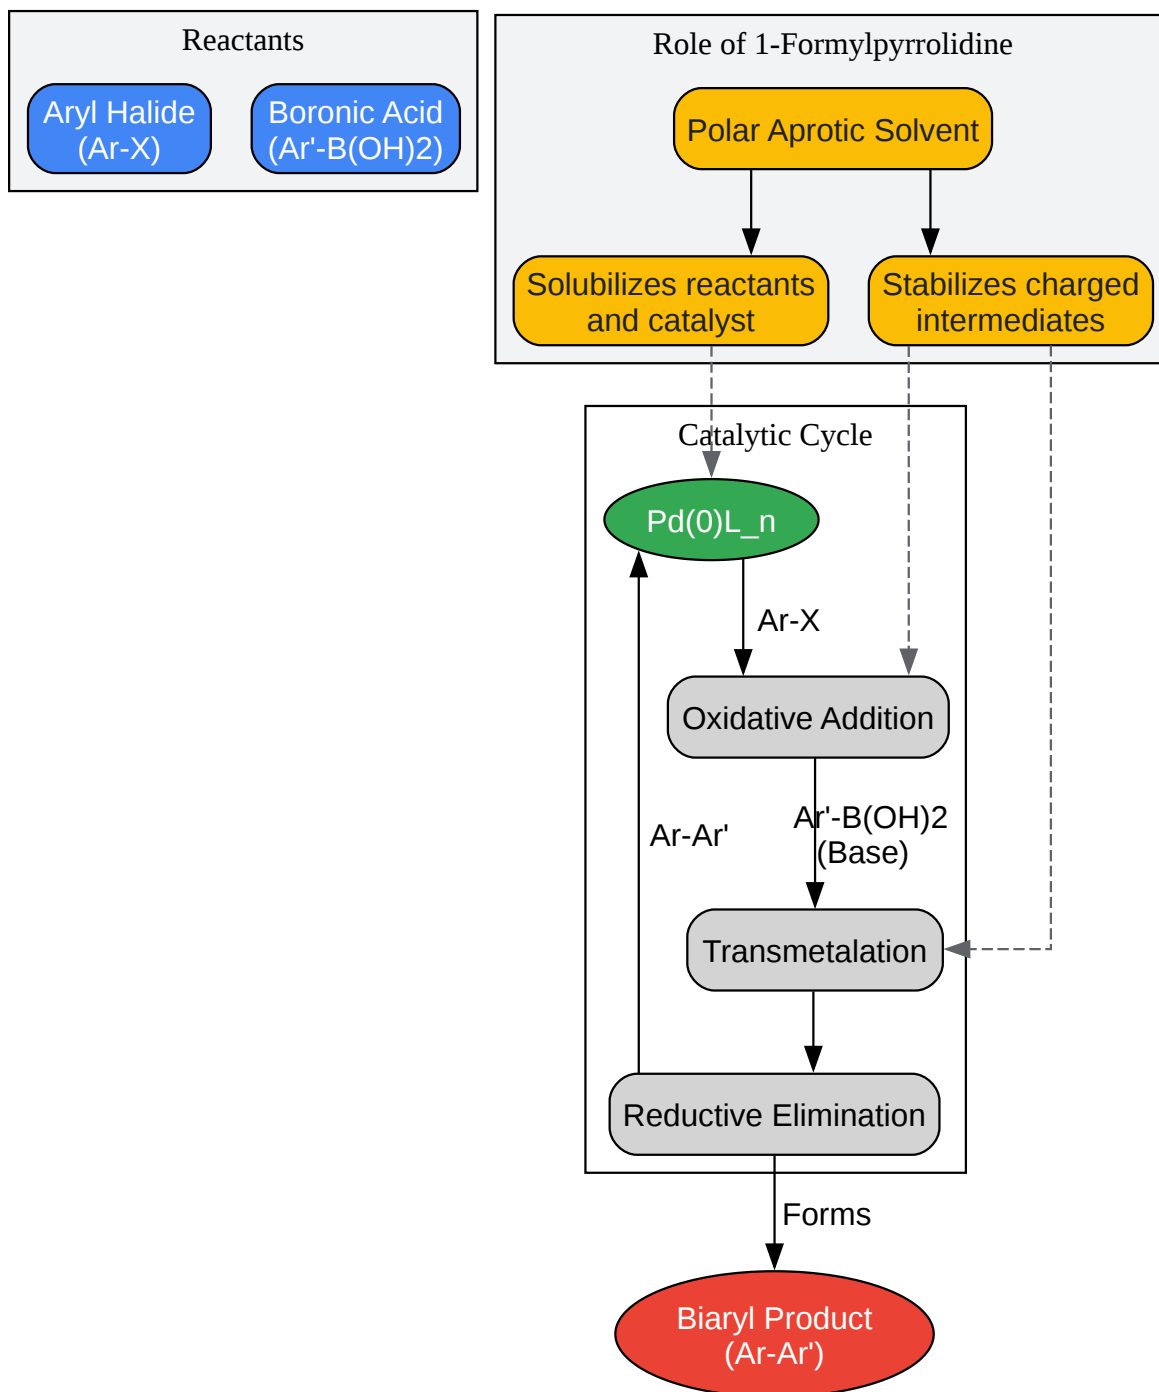 Reactants
Aryl Halide
(Ar-X)
Boronic Acid
(Ar'-B(OH)2)
Role of 1-Formylpyrrolidine
Polar Aprotic Solvent
Solubilizes reactants
and catalyst
Stabilizes charged
intermediates
Catalytic Cycle
Pd(0)L_n
Ar-X
Oxidative Addition
Ar-Ar'
Ar'-B(OH)2
(Base)
Transmetalation
Reductive Elimination
Forms
Biaryl Product
(Ar-Ar')